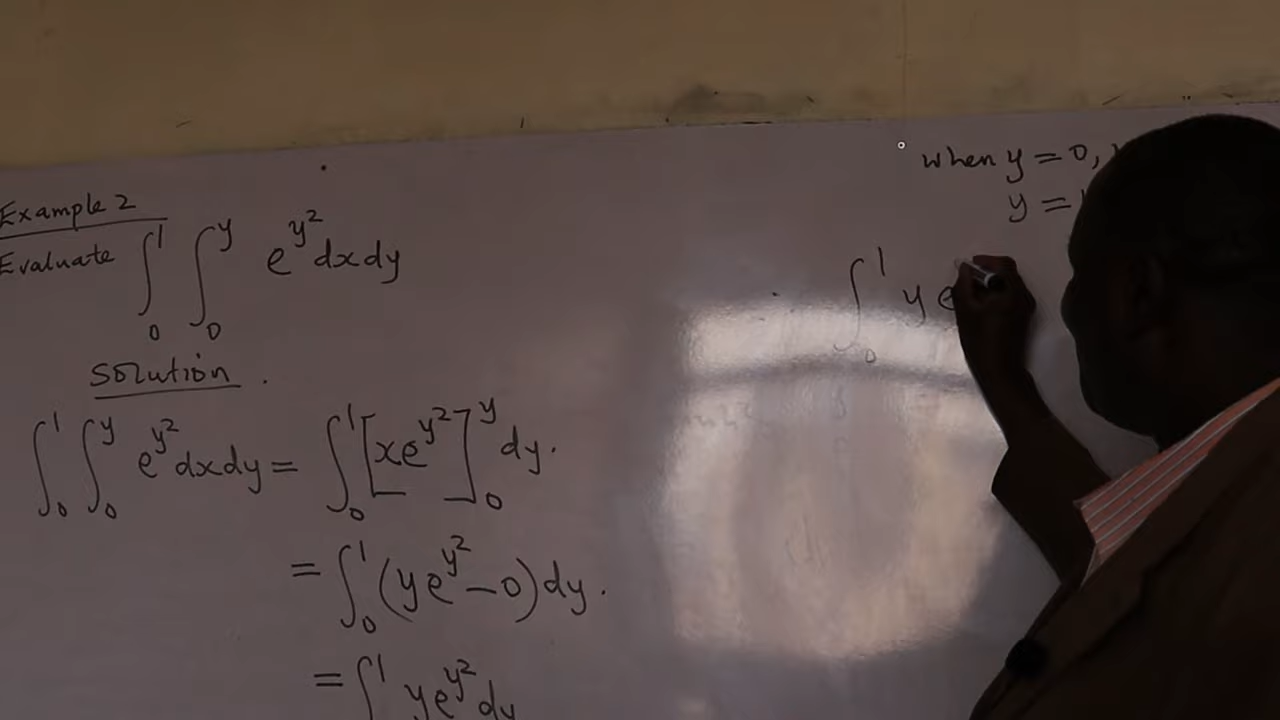 Example 2
Evaluate ∫₀¹ ∫₀^y e^{y²} dx dy
Solution.
∫₀¹ ∫₀^y e^{y²} dx dy = ∫₀¹ [x e^{y²}]₀^y dy.
= ∫₀¹ (y e^{y²} - 0) dy.
= ∫¹ y e^{y²} dy
when y = 0,
y =
∫₀¹ y e